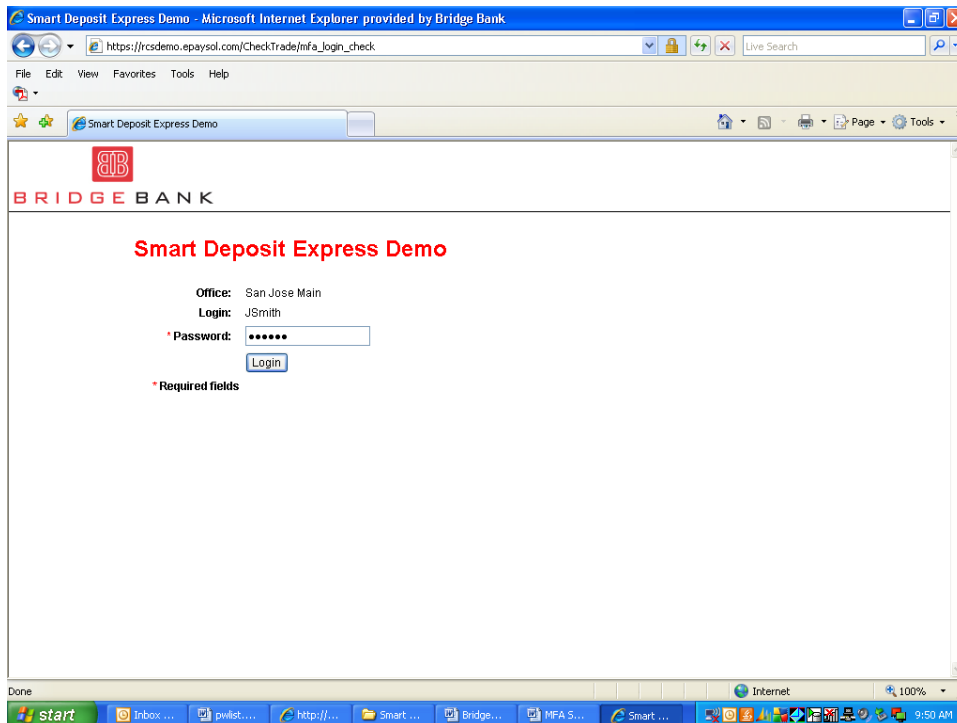 Smart Deposit Express Demo - Microsoft Internet Explorer provided by Bridge Bank
https://rcsdemo.epaysol.com/CheckTrade/mfa_login_check
Live Search
File Edit View Favorites Tools Help
Smart Deposit Express Demo
Page
Tools
BRIDGE BANK
Smart Deposit Express Demo
Office: San Jose Main
Login: JSmith
*Password: ••••••
Login
*Required fields
Done
Internet
100%
start
Inbox ...
pwlist....
http://...
Smart ...
Bridge...
MFA S...
Smart ...
9:50 AM